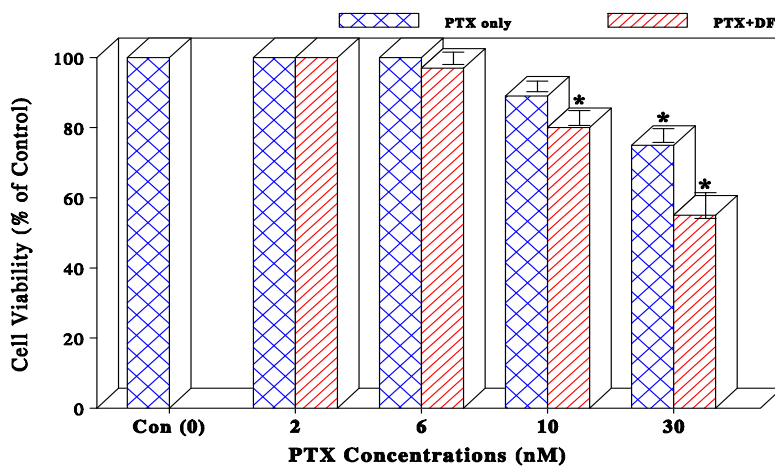 PTX only
PTX+DF
Cell Viability (% of Control)
100
80
60
40
20
0
*
*
*
Con (0)
2
6
10
30
PTX Concentrations (nM)